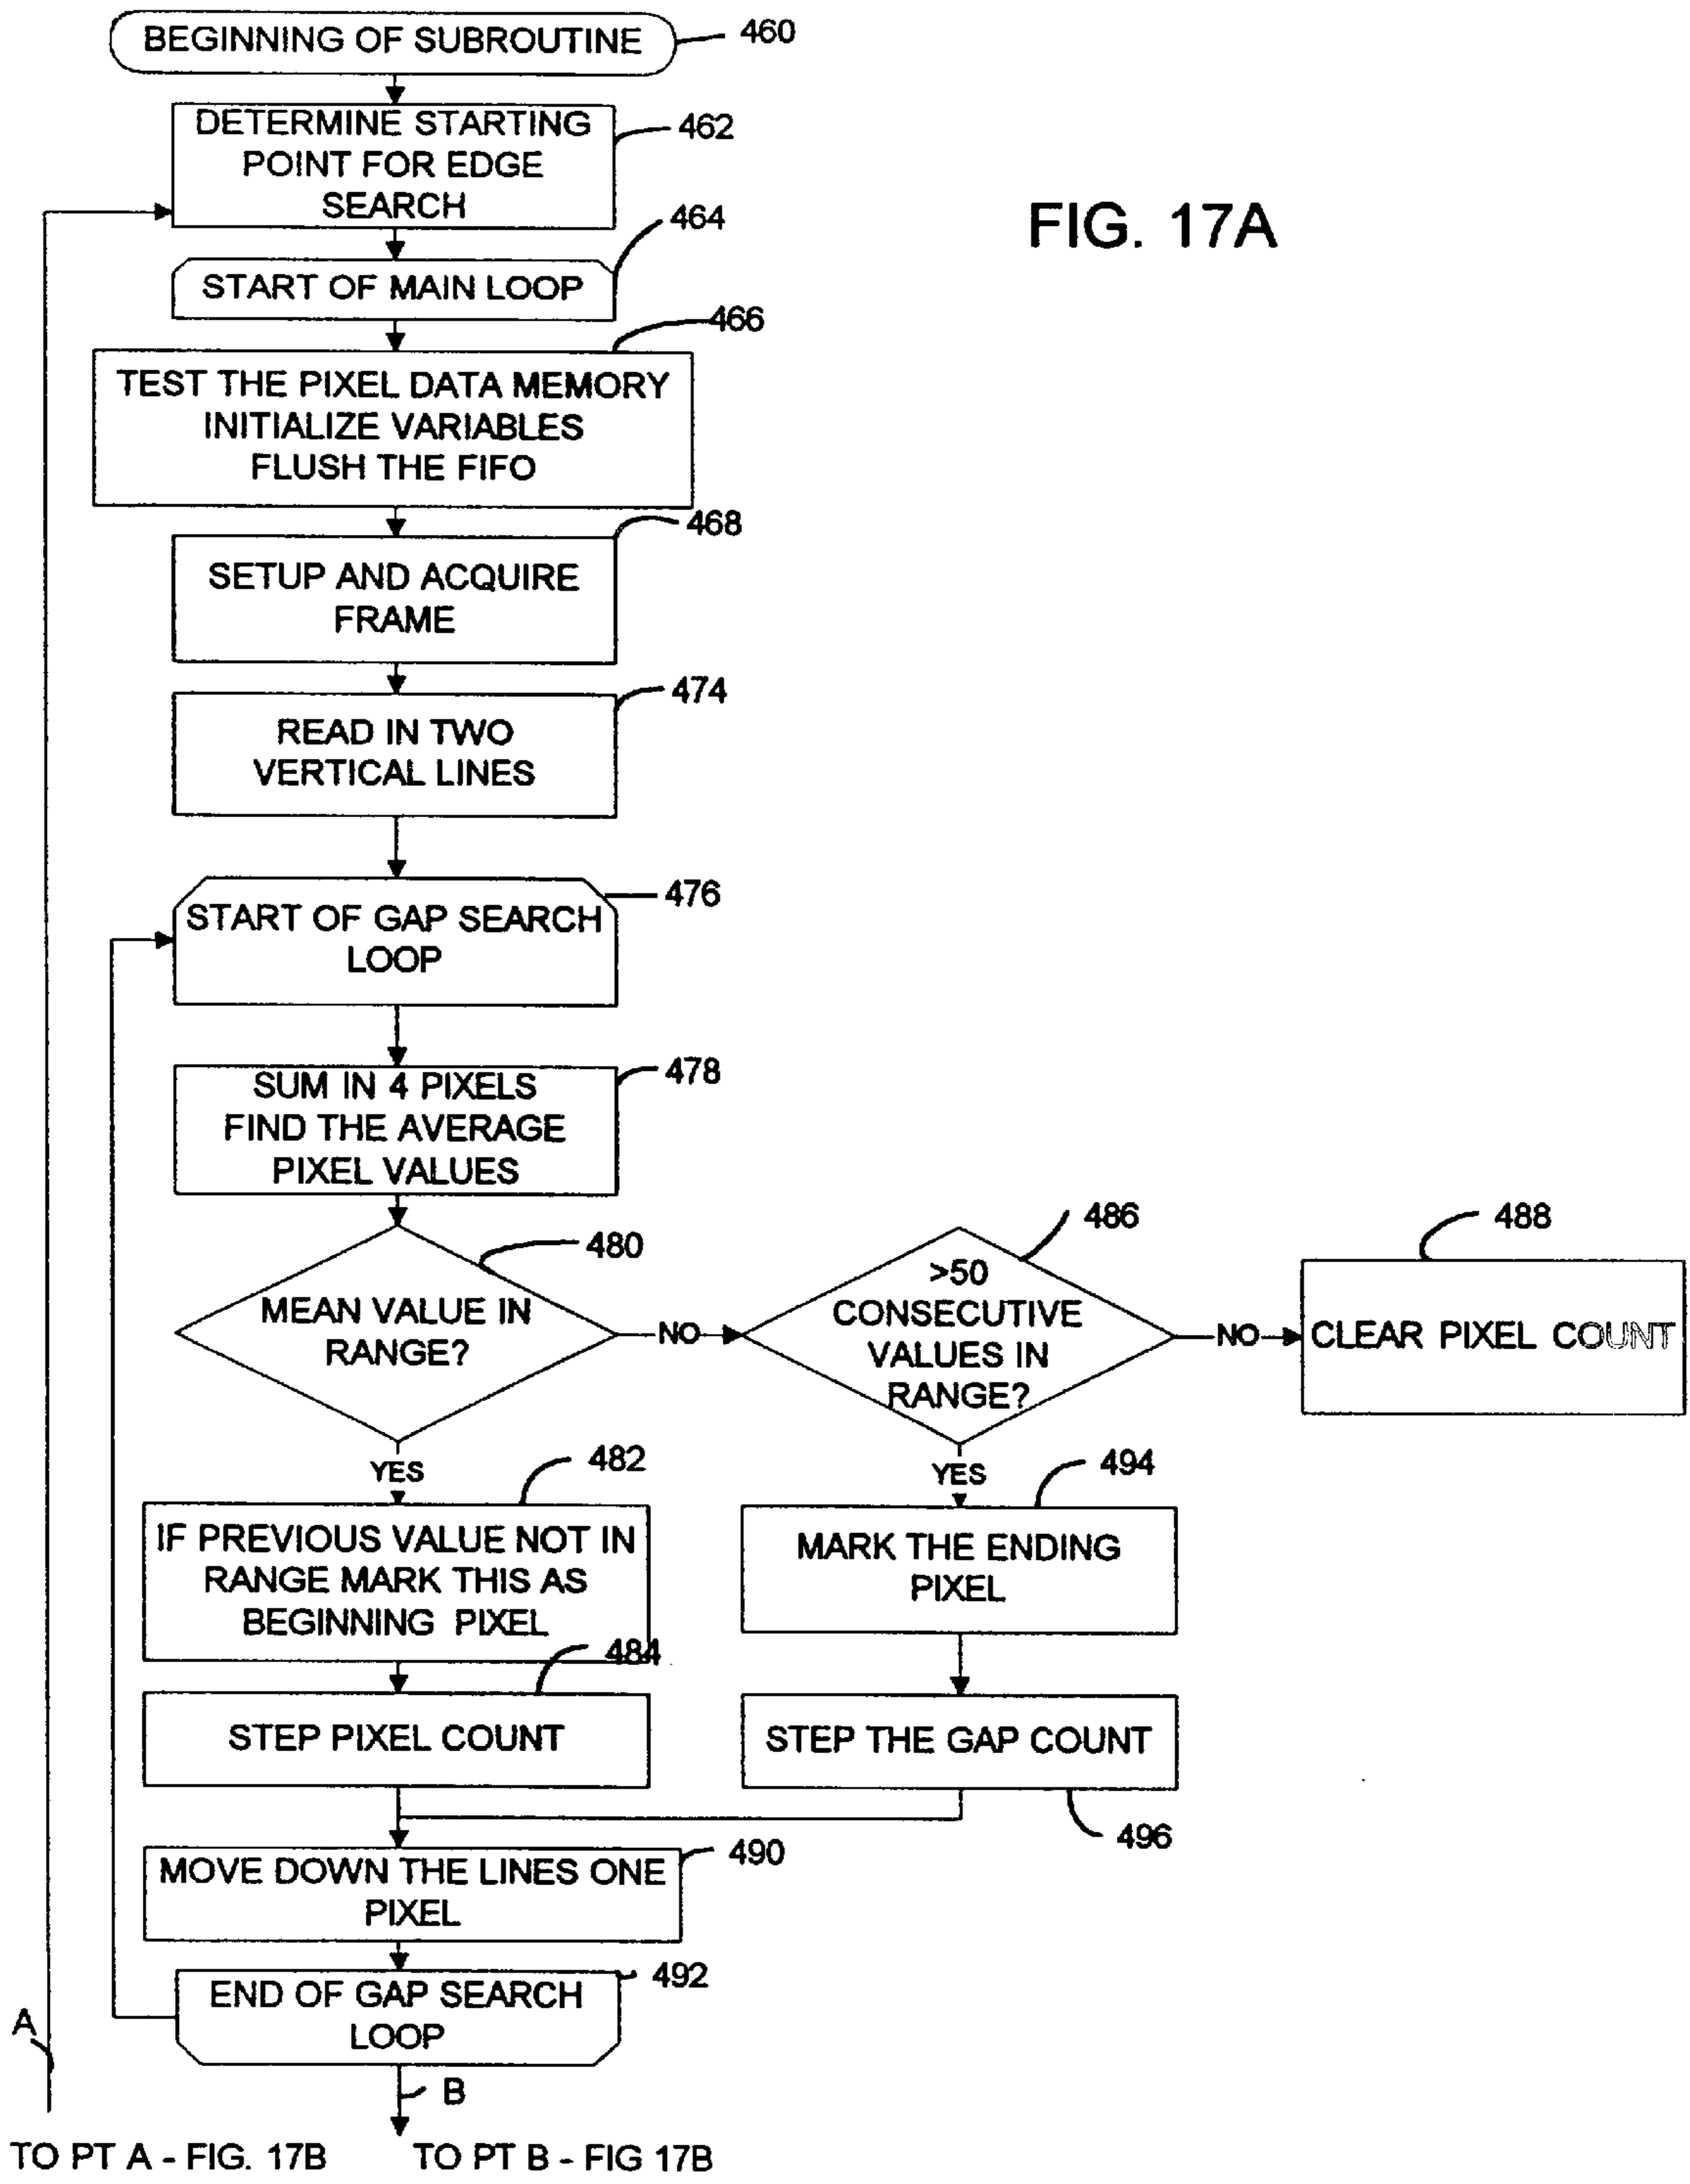 BEGINNING OF SUBROUTINE
460
DETERMINE STARTING
POINT FOR EDGE
SEARCH
462
FIG. 17A
464
START OF MAIN LOOP
466
TEST THE PIXEL DATA MEMORY
INITIALIZE VARIABLES
FLUSH THE FIFO
468
SETUP AND ACQUIRE
FRAME
474
READ IN TWO
VERTICAL LINES
476
START OF GAP SEARCH
LOOP
478
SUM IN 4 PIXELS
FIND THE AVERAGE
PIXEL VALUES
480
MEAN VALUE IN
RANGE?
NO
486
>50
CONSECUTIVE
VALUES IN
RANGE?
NO
488
CLEAR PIXEL COUNT
YES
482
IF PREVIOUS VALUE NOT IN
RANGE MARK THIS AS
BEGINNING PIXEL
YES
494
MARK THE ENDING
PIXEL
484
STEP PIXEL COUNT
STEP THE GAP COUNT
496
490
MOVE DOWN THE LINES ONE
PIXEL
492
END OF GAP SEARCH
LOOP
A
B
TO PT A - FIG. 17B
TO PT B - FIG 17B